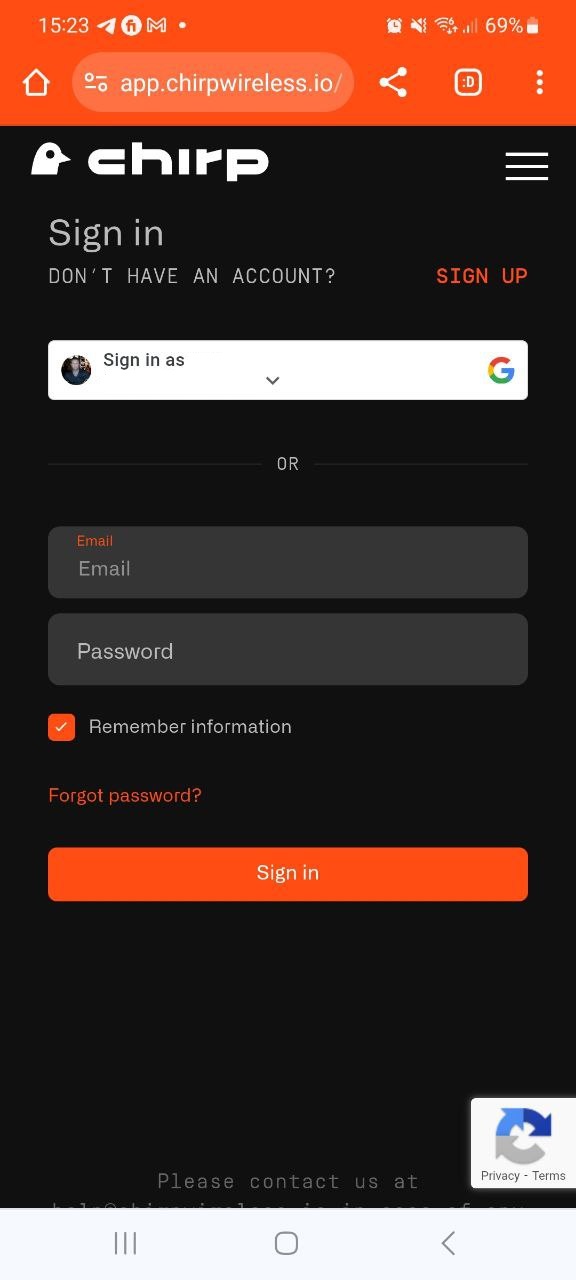 15:23
69%
app.chirpwireless.io/
:D
chirp
Sign in
DON'T HAVE AN ACCOUNT? SIGN UP
Sign in as
OR
Email
Email
Password
Remember information
Forgot password?
Sign in
Privacy - Terms
Please contact us at